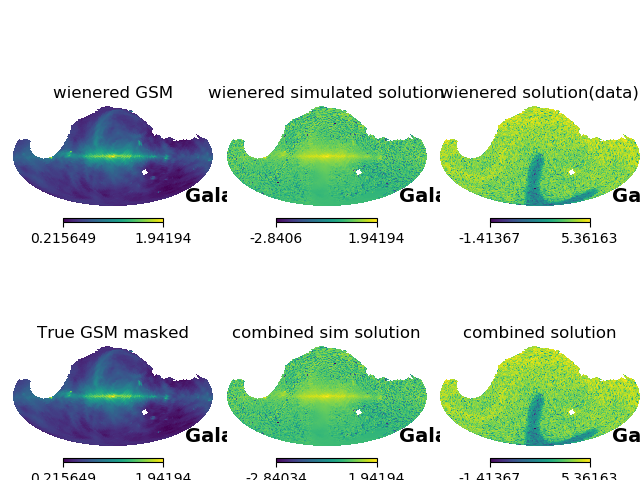 wienered GSM wienered simulated solution wienered solution(data)
Gala Gala Ga
0.215649 1.94194 -2.8406 1.94194 -1.41367 5.36163
True GSM masked combined sim solution combined solution
Gala Gala Ga
0.215649 1.94194 -2.84034 1.94194 -1.41367 5.36163